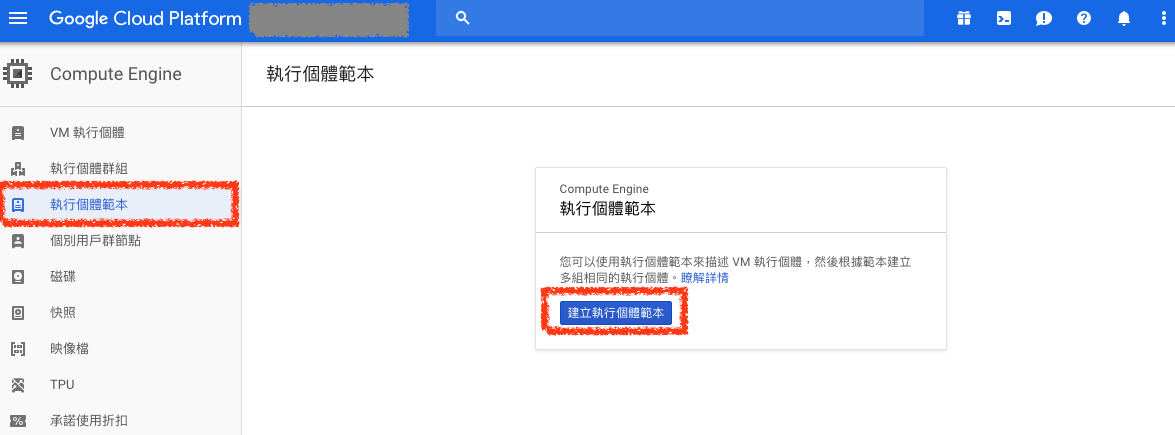 Google Cloud Platform
Compute Engine
執行個體範本
VM 執行個體
執行個體群組
執行個體範本
個別用戶群節點
磁碟
快照
映像檔
TPU
承諾使用折扣
Compute Engine
執行個體範本
您可以使用執行個體範本來描述 VM 執行個體，然後根據範本建立
多組相同的執行個體。瞭解詳情
建立執行個體範本